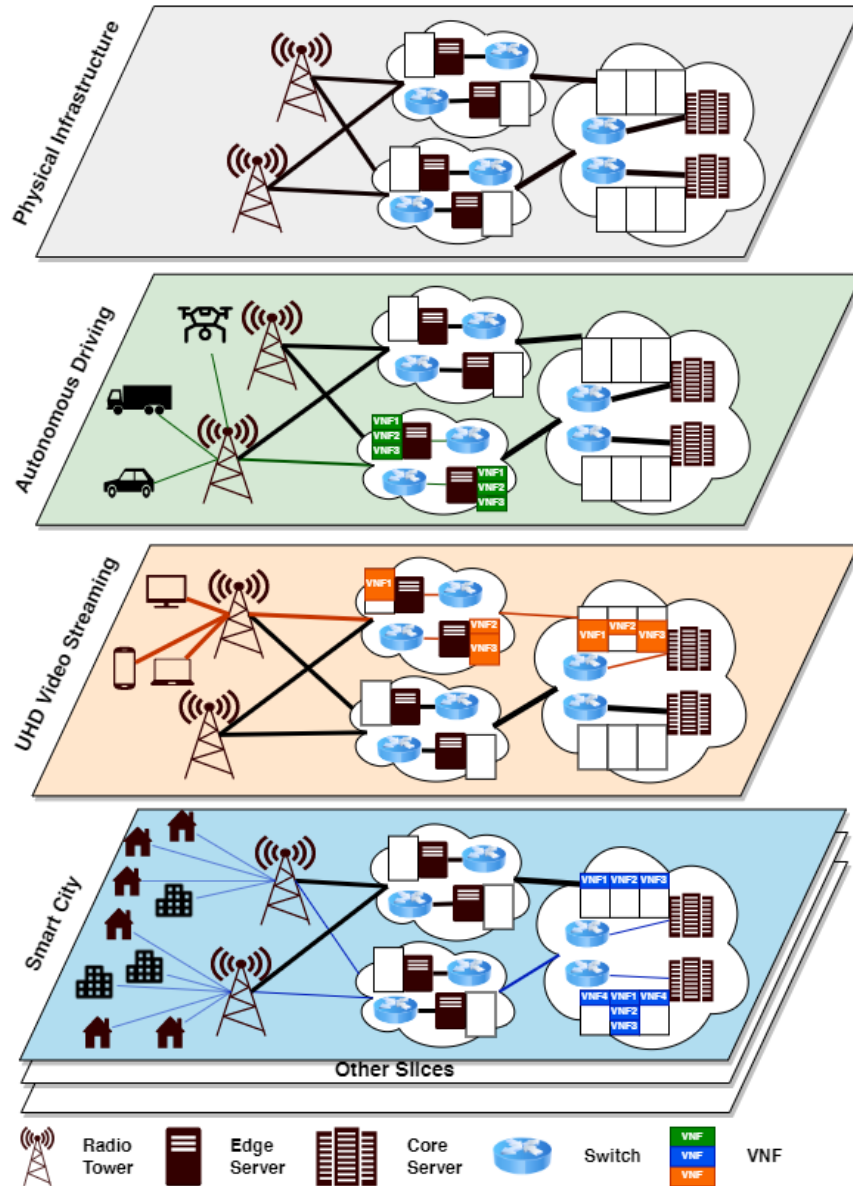 Physical Infrastructure
Autonomous Driving
VNF1
VNF2
VNF3
VNF1
VNF2
VNF3
UHD Video Streaming
VNF1
VNF2
VNF3
VNF1
VNF2
VNF3
Smart City
VNF1 VNF2 VNF3
VNF4 VNF1 VNF4
VNF2
VNF3
Other Slices
Radio
Tower
Edge
Server
Core
Server
Switch
VNF
VNF
VNF
VNF